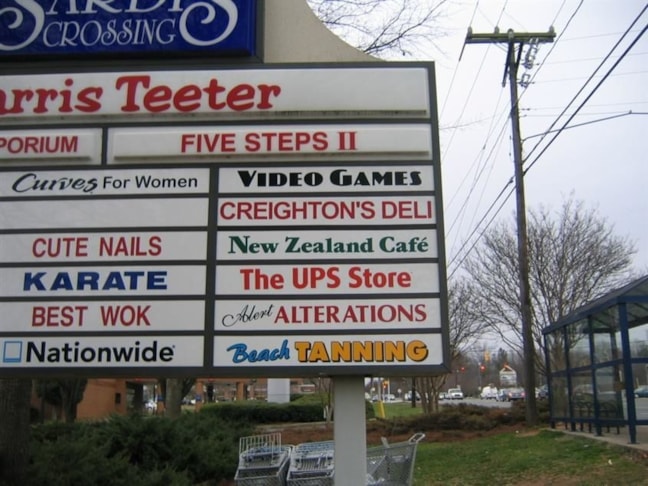 SARDIS
CROSSING
arris Teeter
PORIUM
FIVE STEPS II
Curves For Women
VIDEO GAMES
CREIGHTON'S DELI
CUTE NAILS
New Zealand Café
KARATE
The UPS Store
BEST WOK
Alert ALTERATIONS
Nationwide
Beach TANNING